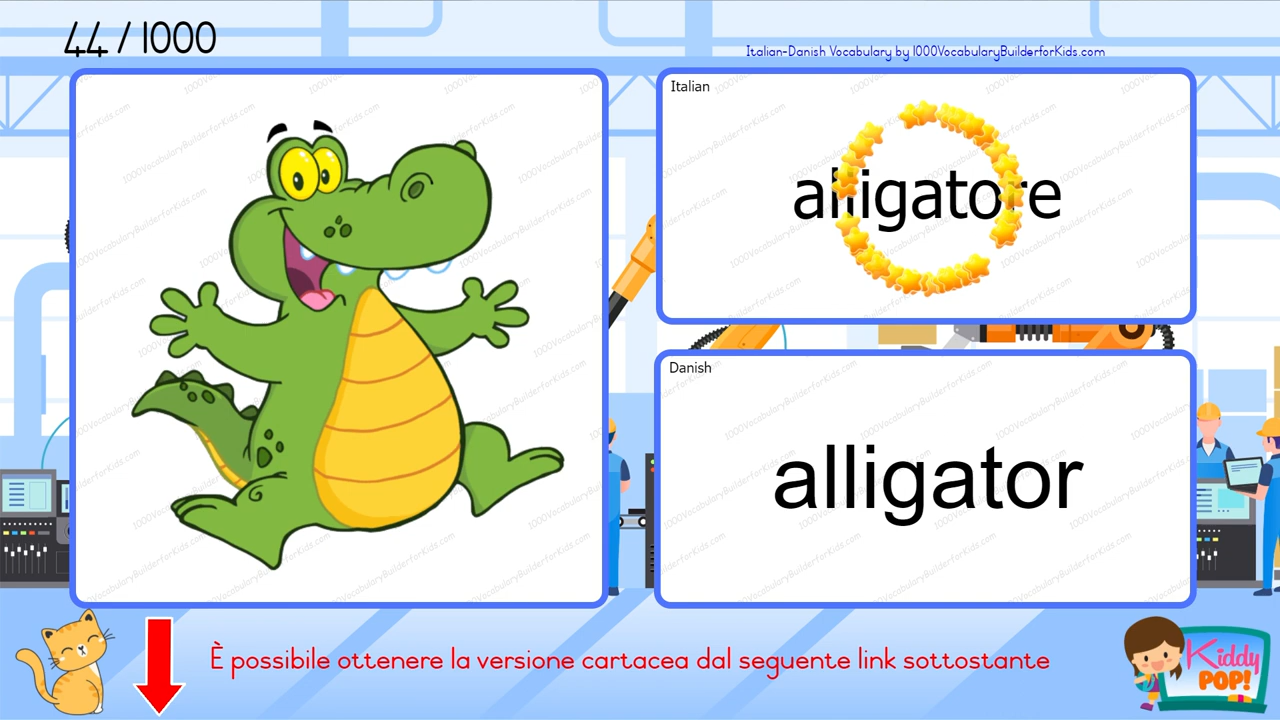 44 / 1000
Italian-Danish Vocabulary by 1000VocabularyBuilderforKids.com
Italian
alligatore
Danish
alligator
È possibile ottenere la versione cartacea dal seguente link sottostante
Kiddy
POP!